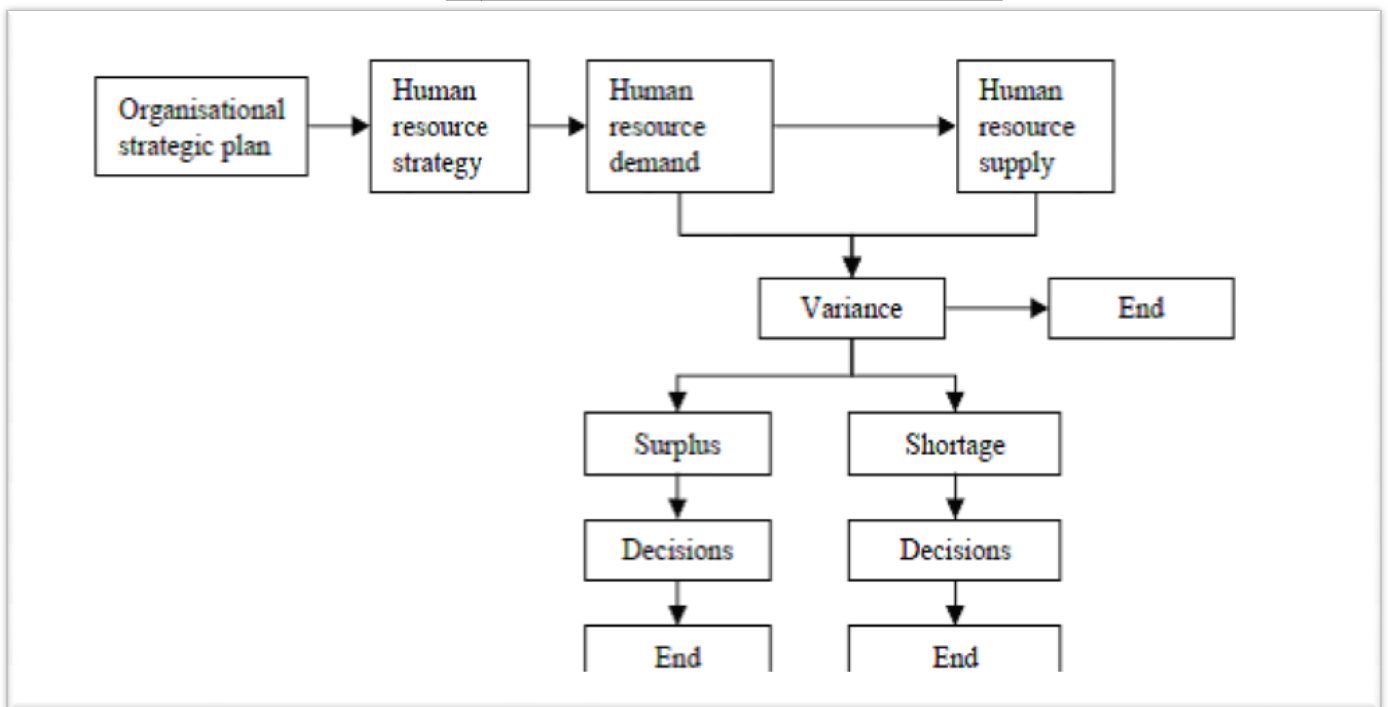 Organisational
strategic plan
Human
resource
strategy
Human
resource
demand
Human
resource
supply
Variance
End
Surplus
Shortage
Decisions
Decisions
End
End